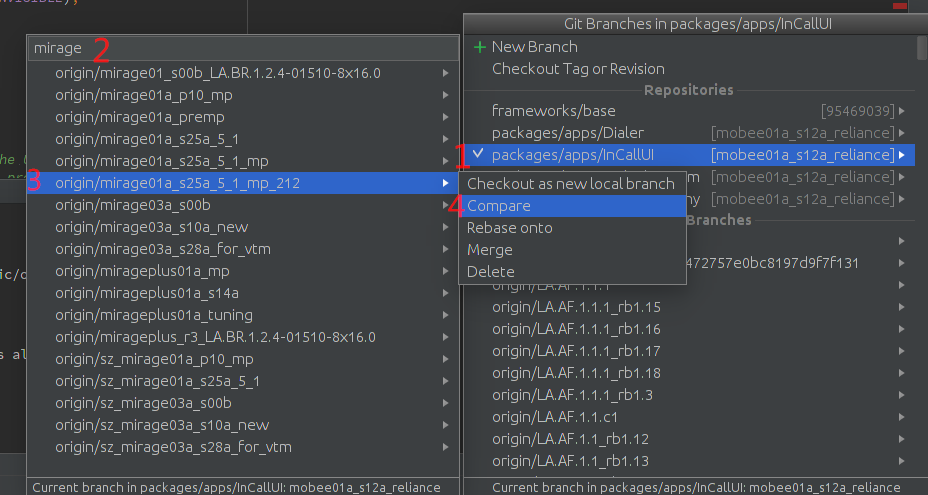 NVISIBLE);
he
ic/c
s al
mirage
2
origin/mirage01_s00b_LA.BR.1.2.4-01510-8x16.0
origin/mirage01a_p10_mp
origin/mirage01a_premp
origin/mirage01a_s25a_5_1
origin/mirage01a_s25a_5_1_mp
3
origin/mirage01a_s25a_5_1_mp_212
origin/mirage03a_s00b
origin/mirage03a_s10a_new
origin/mirage03a_s28a_for_vtm
origin/mirageplus01a_mp
origin/mirageplus01a_s14a
origin/mirageplus01a_tuning
origin/mirageplus_r3_LA.BR.1.2.4-01510-8x16.0
origin/sz_mirage01a_p10_mp
origin/sz_mirage01a_s25a_5_1
origin/sz_mirage03a_s00b
origin/sz_mirage03a_s10a_new
origin/sz_mirage03a_s28a_for_vtm
Current branch in packages/apps/InCallUI: mobee01a_s12a_reliance
Git Branches in packages/apps/InCallUI
+ New Branch
Checkout Tag or Revision
Repositories
frameworks/base [95469039]
packages/apps/Dialer [mobee01a_s12a_reliance]
1
packages/apps/InCallUI [mobee01a_s12a_reliance]
m [mobee01a_s12a_reliance]
ny [mobee01a_s12a_reliance]
Branches
Checkout as new local branch
4
Compare
Rebase onto
Merge
Delete
472757e0bc8197d9f7f131
origin/LA.AF.1.1.1
origin/LA.AF.1.1.1_rb1.15
origin/LA.AF.1.1.1_rb1.16
origin/LA.AF.1.1.1_rb1.17
origin/LA.AF.1.1.1_rb1.18
origin/LA.AF.1.1.1_rb1.3
origin/LA.AF.1.1.c1
origin/LA.AF.1.1_rb1.12
origin/LA.AF.1.1_rb1.13
Current branch in packages/apps/InCallUI: mobee01a_s12a_reliance